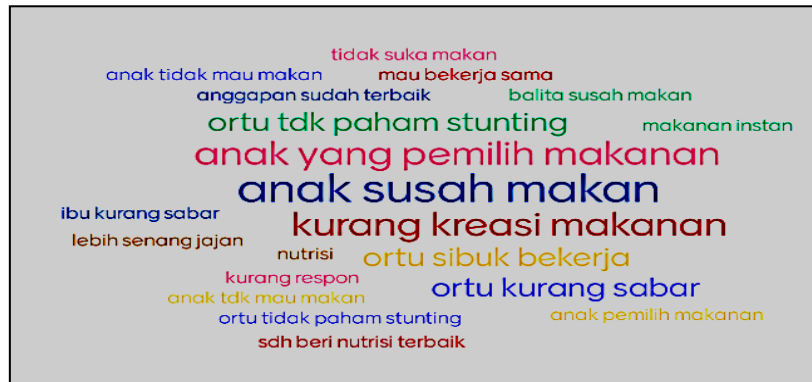 tidak suka makan
anak tidak mau makan mau bekerja sama
anggapan sudah terbaik balita susah makan
ortu tdk paham stunting makanan instan
anak yang pemilih makanan
anak susah makan
ibu kurang sabar kurang kreasi makanan
lebih senang jajan nutrisi ortu sibuk bekerja
kurang respon ortu kurang sabar
anak tdk mau makan
ortu tidak paham stunting anak pemilih makanan
sdh beri nutrisi terbaik